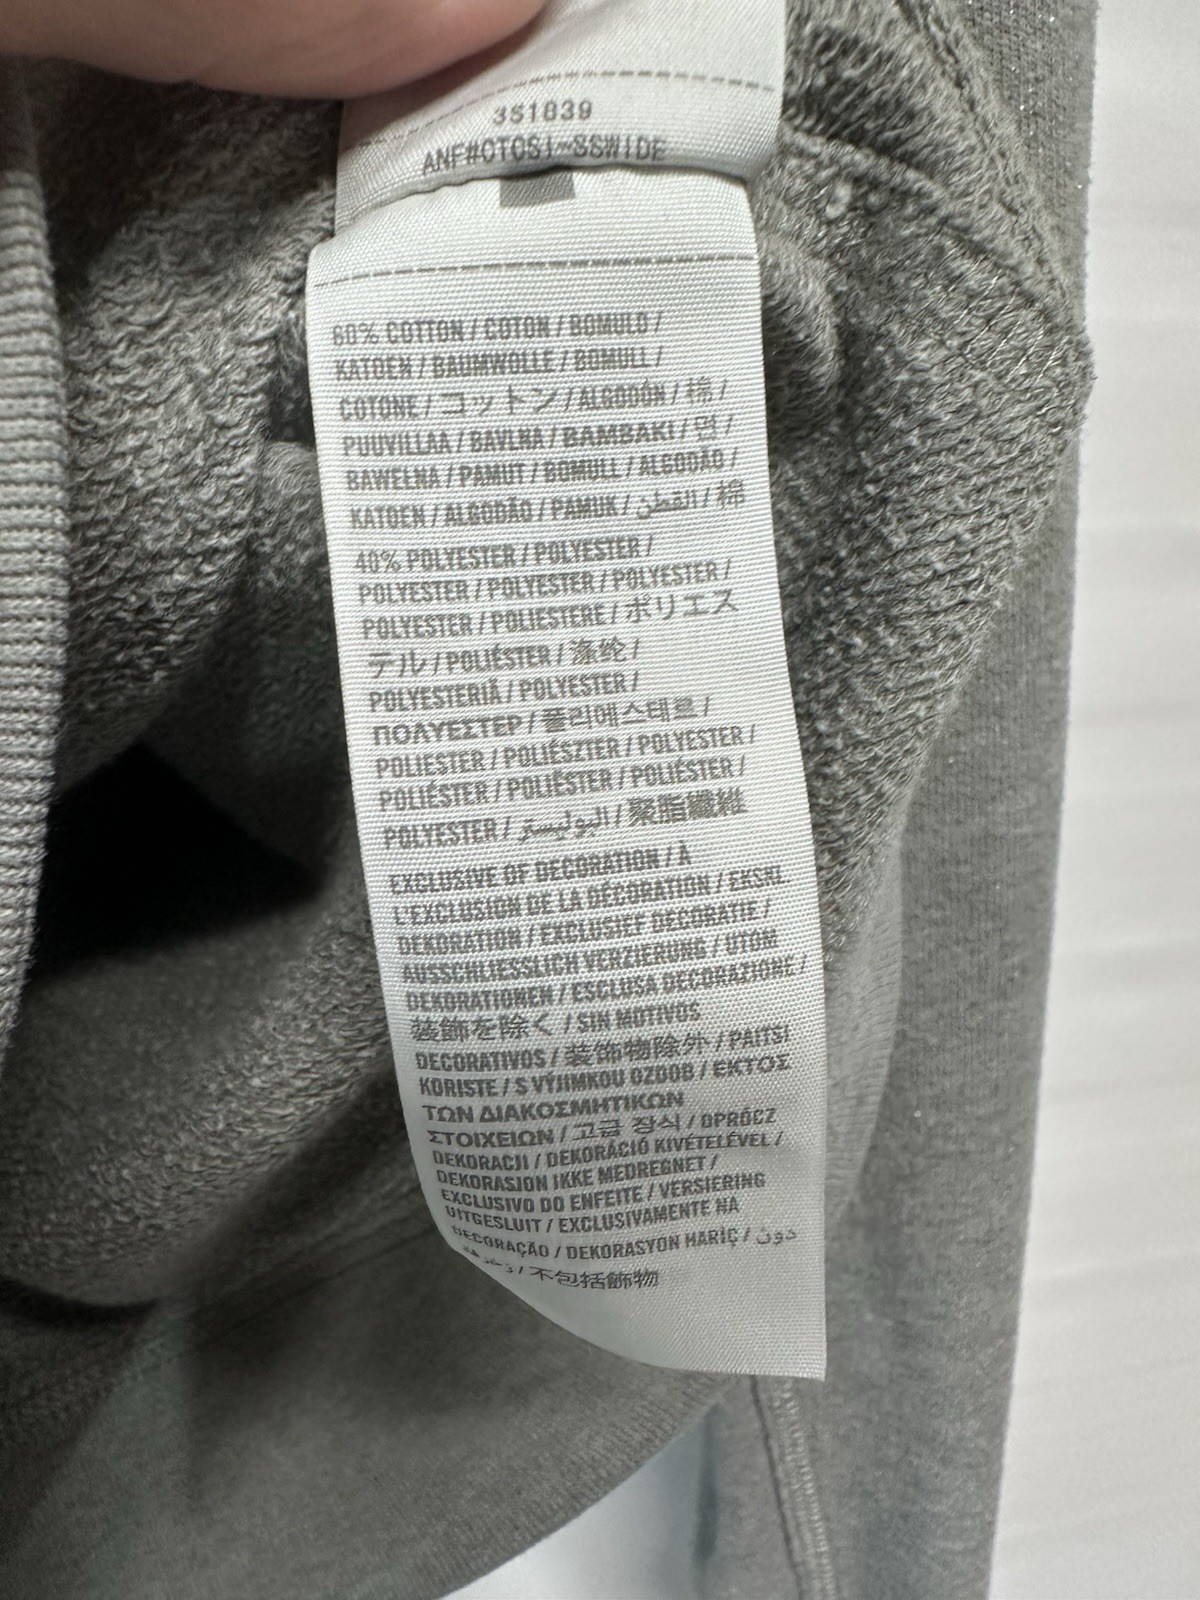 351839
ANF#CTCS1-SSWIDE
60% COTTON / COTON / BOMULD /
KATOEN / BAUMWOLLE / BOMULL /
COTONE / コットン / ALGODÓN / 棉 /
PUUVILLAA / BAVLNA / BAMBAKI / 면 /
BAWEŁNA / PAMUT / BOMULL / ALGODÃO /
KATOEN / ALGODÃO / PAMUK / القطن / 棉
40% POLYESTER / POLYESTER /
POLYESTER / POLYESTER / POLYESTER /
POLYESTER / POLIESTERE / ポリエス
テル / POLIÉSTER / 涤纶 /
POLYESTERIÄ / POLYESTER /
ΠΟΛΥΕΣΤΕΡ / 폴리에스테르 /
POLIESTER / POLIÉSZTER / POLYESTER /
POLIÉSTER / POLIËSTER / POLIÉSTER /
POLYESTER / البوليستر / 聚脂纖維
EXCLUSIVE OF DECORATION / À
L'EXCLUSION DE LA DÉCORATION / EKSKL
DEKORATION / EXCLUSIEF DECORATIE /
AUSSCHLIESSLICH VERZIERUNG / UTOM
DEKORATIONEN / ESCLUSA DECORAZIONE /
装飾を除く / SIN MOTIVOS
DECORATIVOS / 装饰物除外 / PAITSI
KORISTE / S VÝJIMKOU OZDOB / ΕΚΤΟΣ
ΤΩΝ ΔΙΑΚΟΣΜΗΤΙΚΩΝ
ΣΤΟΙΧΕΙΩΝ / 고급 장식 / OPRÓCZ
DEKORACJI / DEKORÁCIÓ KIVÉTELÉVEL /
DEKORASJON IKKE MEDREGNET /
EXCLUSIVO DO ENFEITE / VERSIERING
UITGESLUIT / EXCLUSIVAMENTE NA
DECORAÇÃO / DEKORASYON HARİÇ / دون
/ 不包括飾物